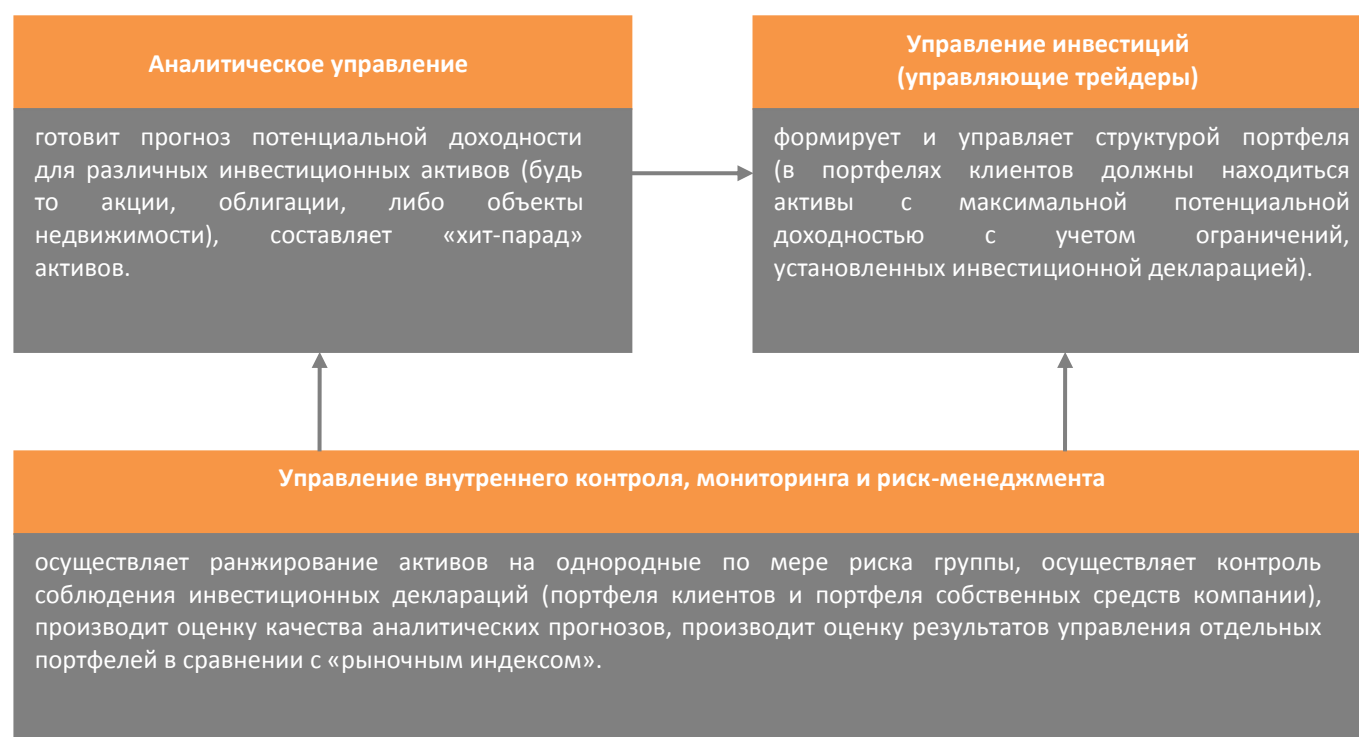 Аналитическое управление
готовит прогноз потенциальной доходности
для различных инвестиционных активов (будь
то акции, облигации, либо объекты
недвижимости), составляет «хит-парад»
активов.
Управление инвестиций
(управляющие трейдеры)
формирует и управляет структурой портфеля
(в портфелях клиентов должны находиться
активы с максимальной потенциальной
доходностью с учетом ограничений,
установленных инвестиционной декларацией).
Управление внутреннего контроля, мониторинга и риск-менеджмента
осуществляет ранжирование активов на однородные по мере риска группы, осуществляет контроль
соблюдения инвестиционных деклараций (портфеля клиентов и портфеля собственных средств компании),
производит оценку качества аналитических прогнозов, производит оценку результатов управления отдельных
портфелей в сравнении с «рыночным индексом».